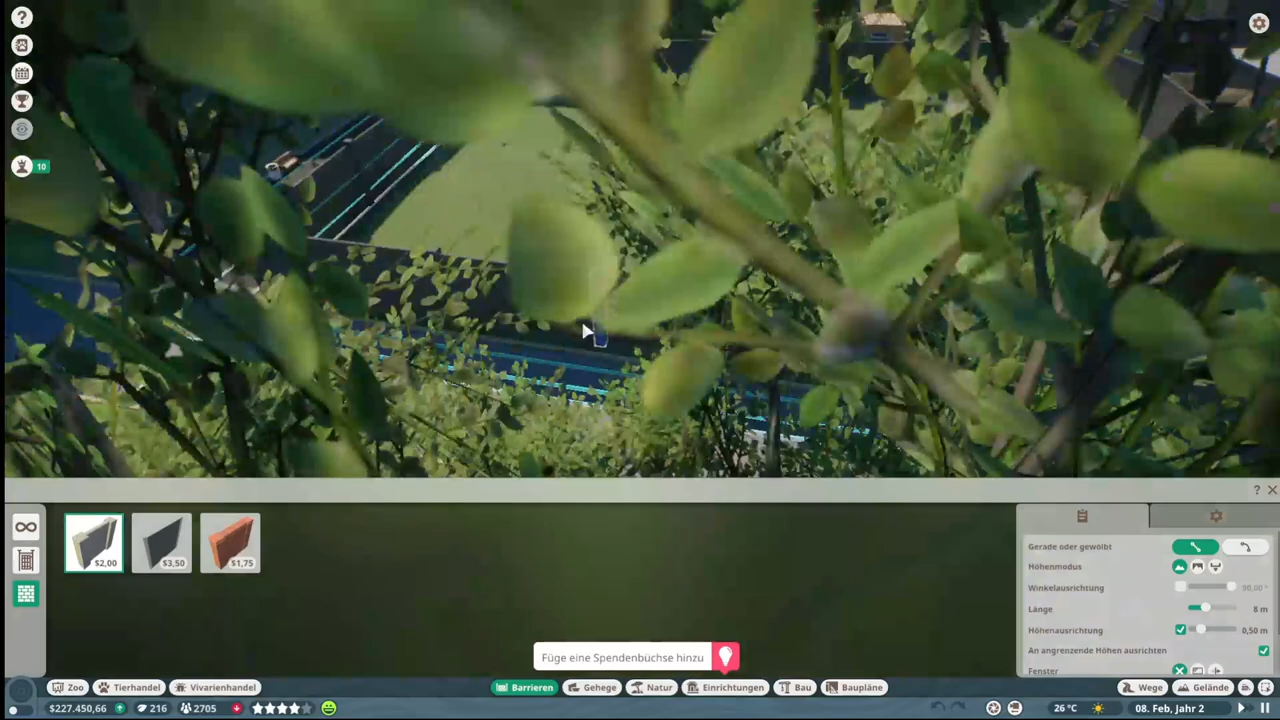 ?
10
? ×
$2,00
$3,50
$1,75
Gerade oder gewölbt
Höhenmodus
Winkelausrichtung 90,00 °
Länge 8 m
Höhenausrichtung 0,50 m
An angrenzende Höhen ausrichten
Fenster
Füge eine Spendenbüchse hinzu
Zoo Tierhandel Vivarienhandel Barrieren Gehege Natur Einrichtungen Bau Baupläne Wege Gelände
$227.450,66 216 2705 26 °C 08. Feb, Jahr 2